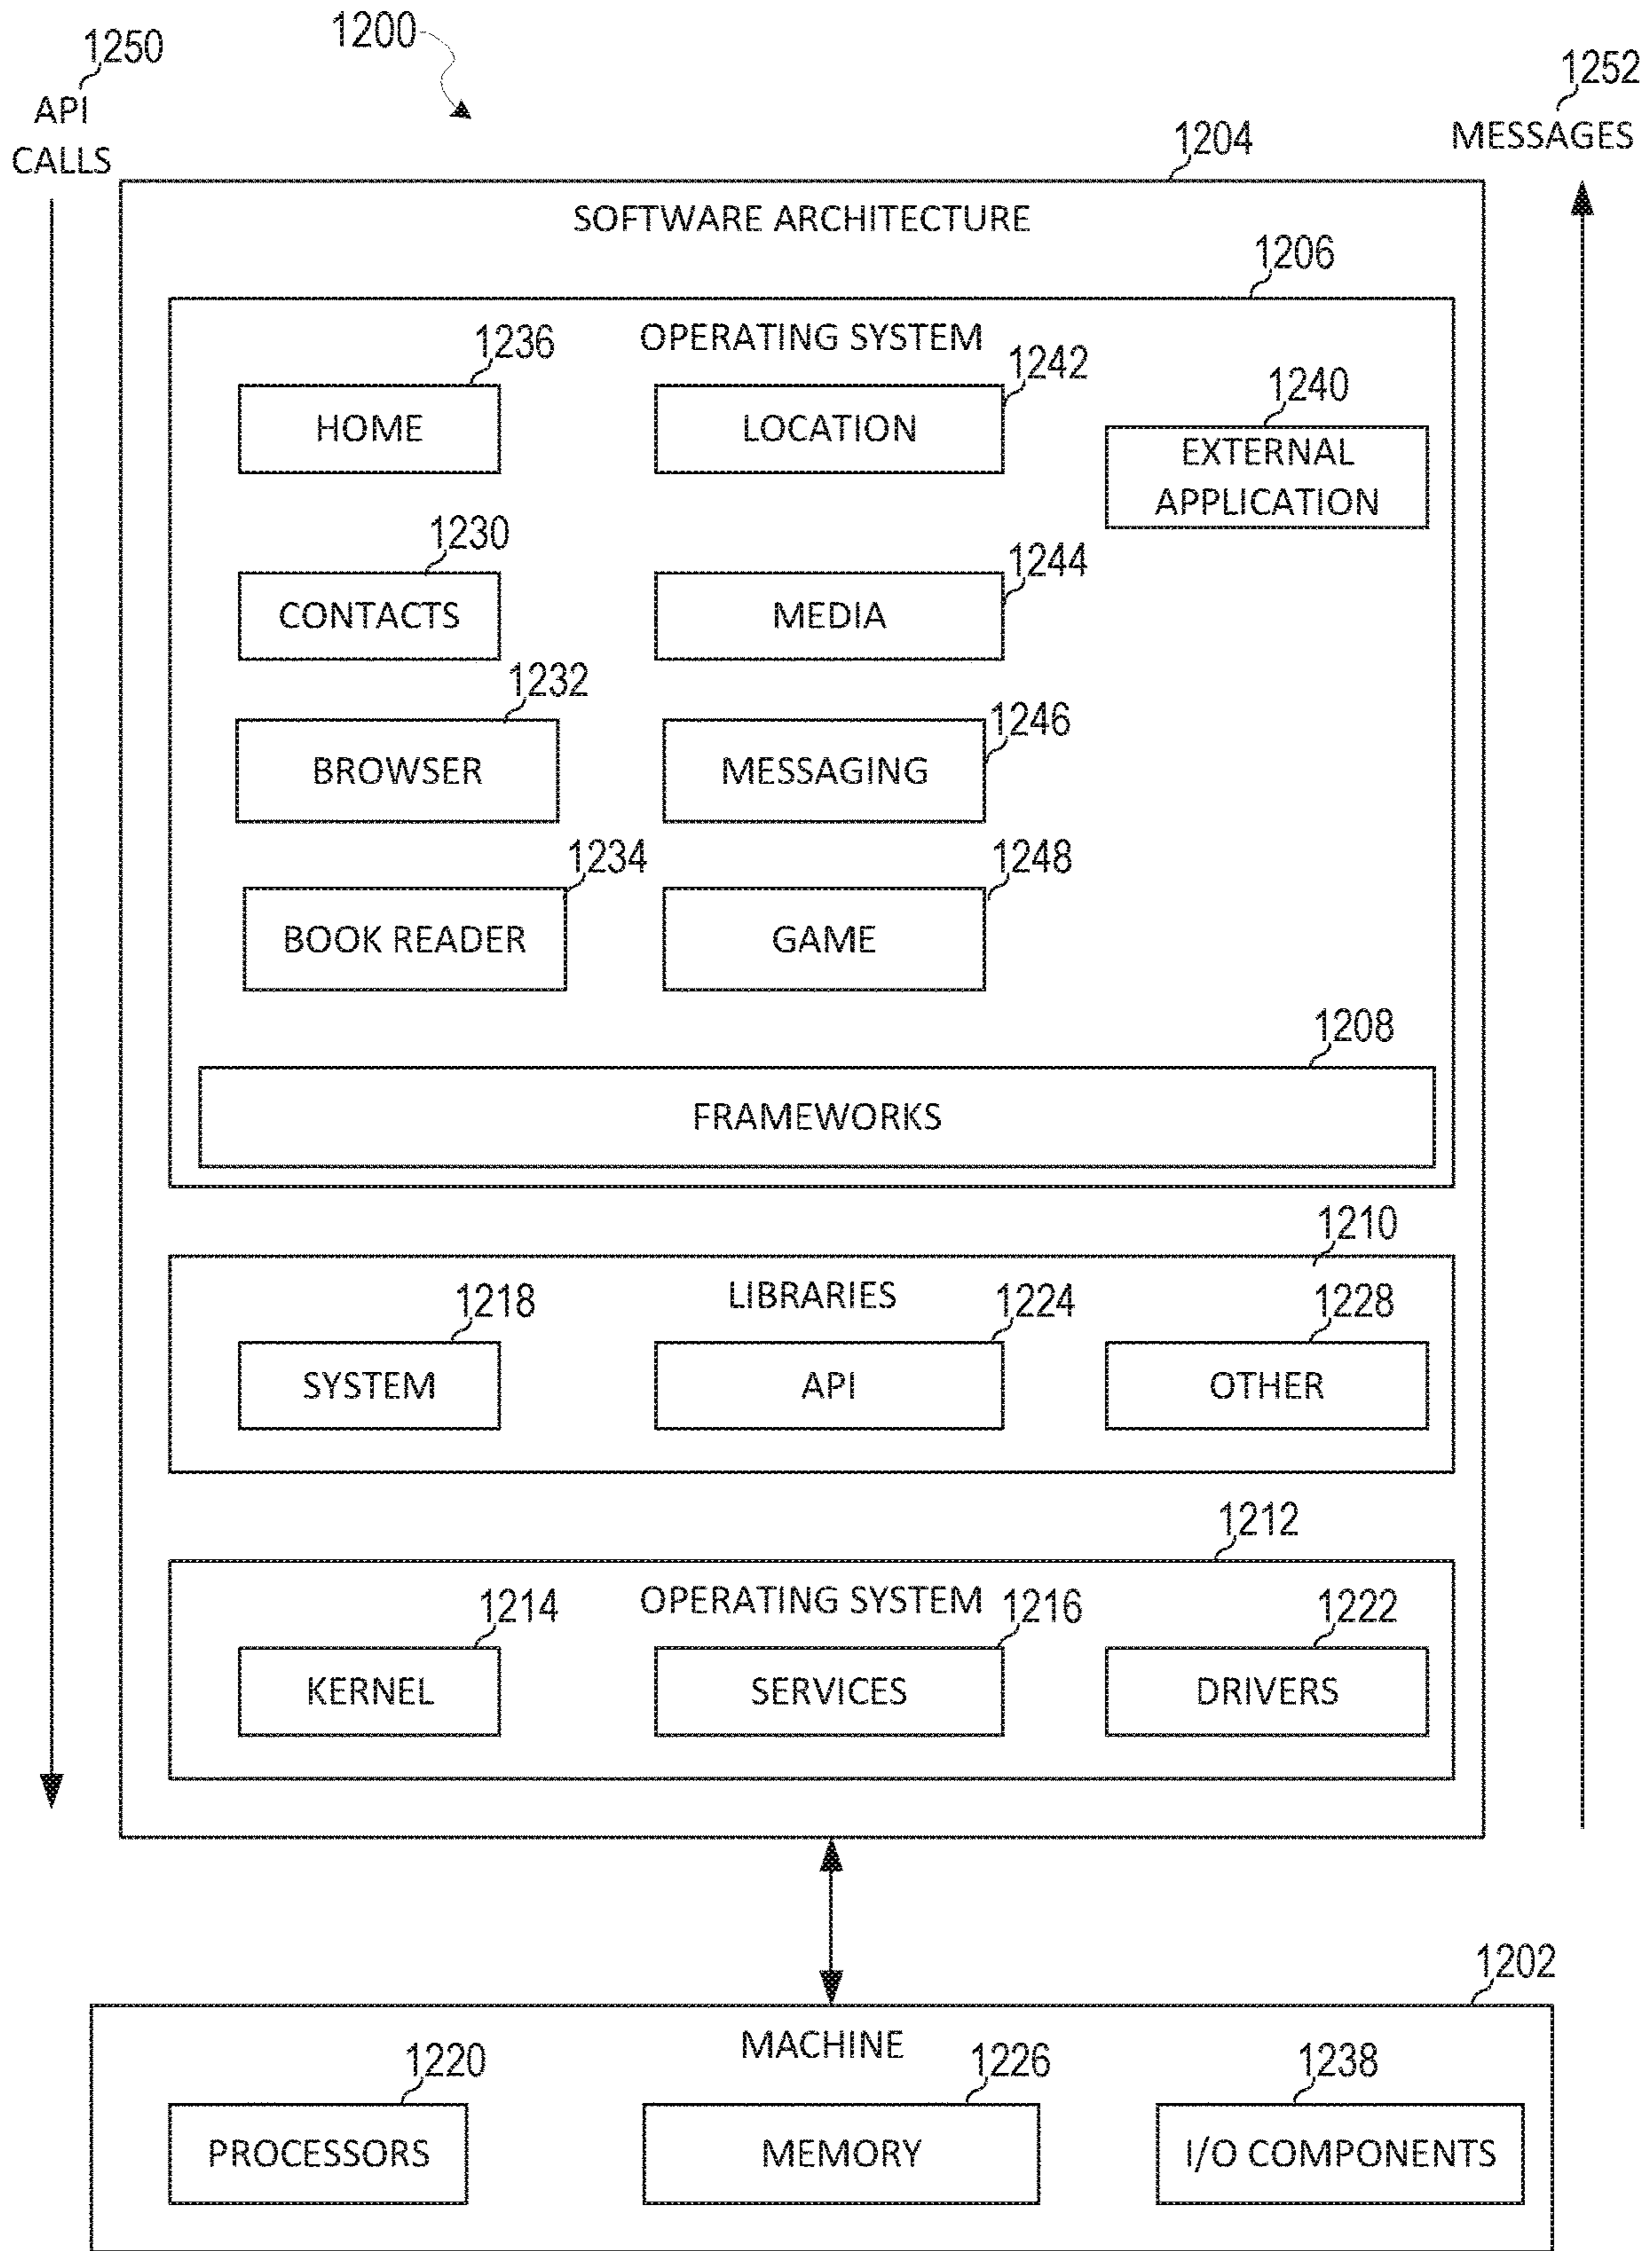 1200
1250
API
CALLS
1252
MESSAGES
1204
SOFTWARE ARCHITECTURE
1206
OPERATING SYSTEM
1236
HOME
1242
LOCATION
1240
EXTERNAL
APPLICATION
1230
CONTACTS
1244
MEDIA
1232
BROWSER
1246
MESSAGING
1234
BOOK READER
1248
GAME
1208
FRAMEWORKS
1210
LIBRARIES
1218
SYSTEM
1224
API
1228
OTHER
1212
OPERATING SYSTEM
1214
KERNEL
1216
SERVICES
1222
DRIVERS
1202
MACHINE
1220
PROCESSORS
1226
MEMORY
1238
I/O COMPONENTS